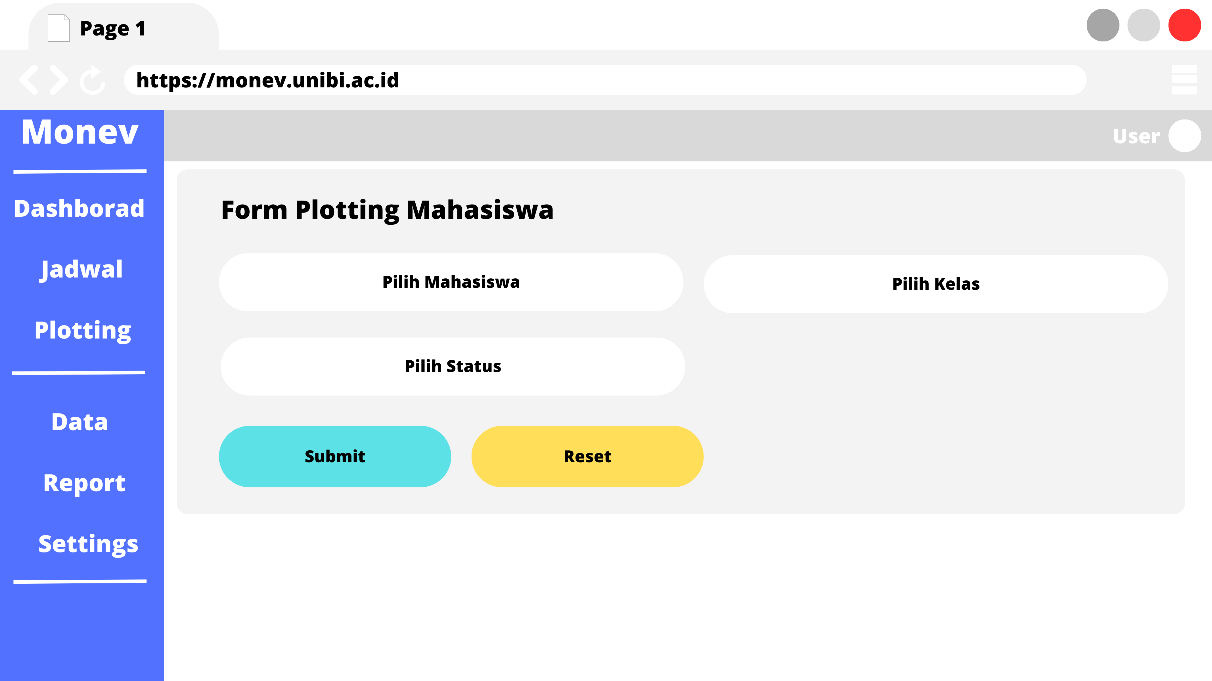 Page 1
https://monev.unibi.ac.id
Monev
User
Dashborad
Jadwal
Plotting
Data
Report
Settings
Form Plotting Mahasiswa
Pilih Mahasiswa
Pilih Kelas
Pilih Status
Submit
Reset